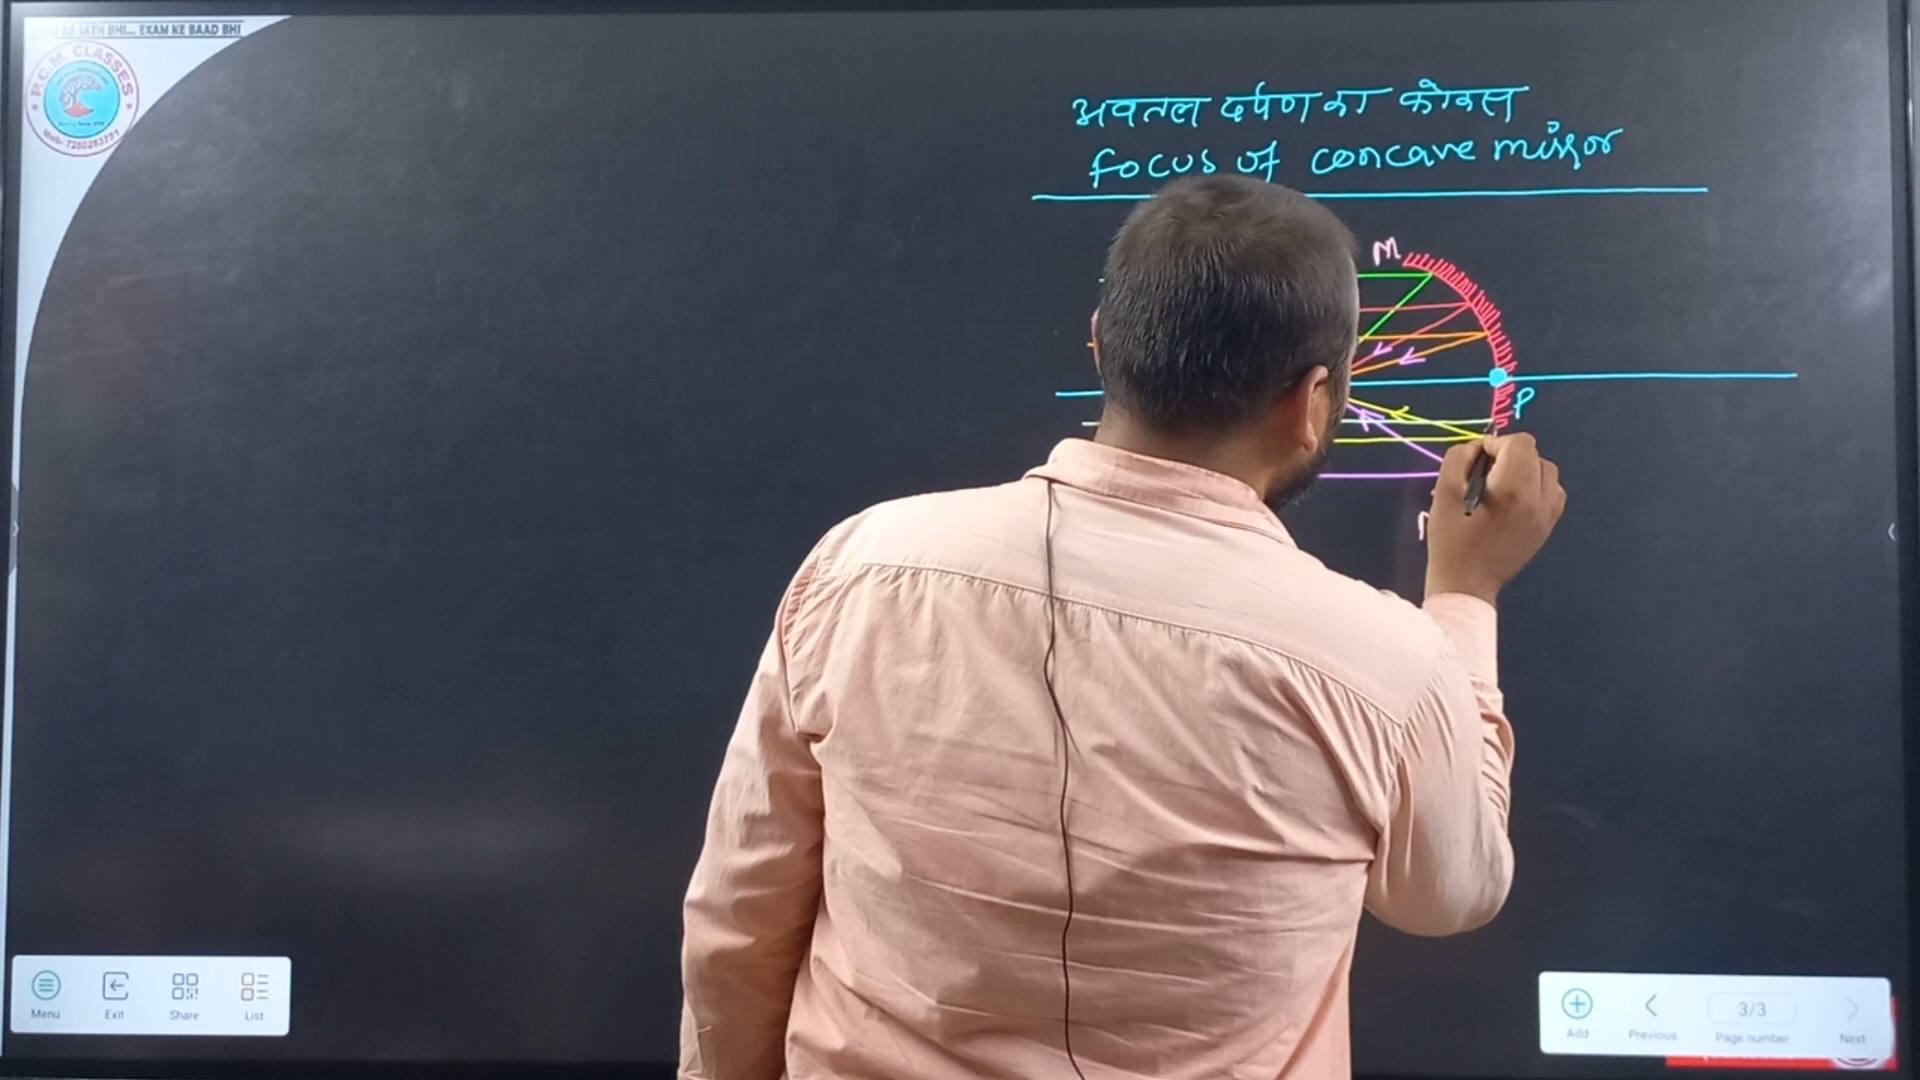 SATH BHI... EXAM KE BAAD BHI
P.C.M. CLASSES
अवतल दर्पण का फोकस
focus of concave mirror
M
P
Menu
Exit
Share
List
Add
Previous
3/3
Page number
Next